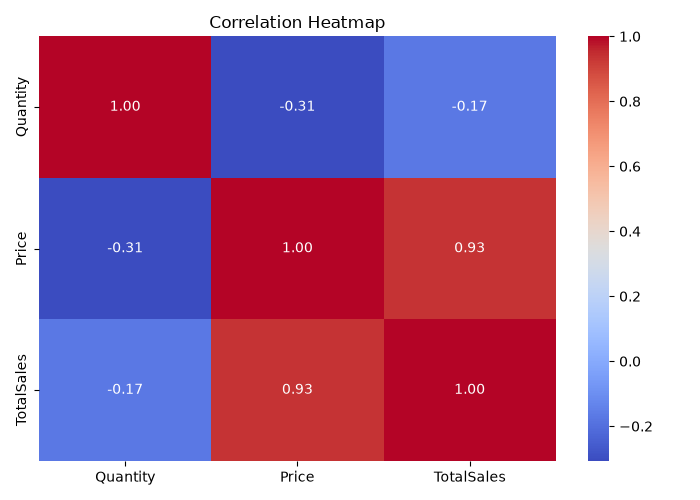 Correlation Heatmap
Quantity
1.00
-0.31
-0.17
Price
-0.31
1.00
0.93
TotalSales
-0.17
0.93
1.00
Quantity
Price
TotalSales
1.0
0.8
0.6
0.4
0.2
0.0
−0.2